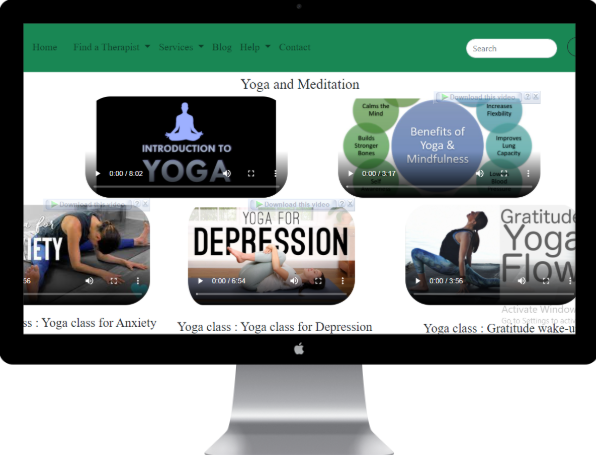 Home Find a Therapist Services Blog Help Contact Search
Yoga and Meditation
Download this video ? X
INTRODUCTION TO
YOGA
0:00 / 8:02
Calms the
Mind
Increases
Flexibility
Builds
Stronger
Bones
Benefits of
Yoga &
Mindfulness
Improves
Lung
Capacity
Self
Blood
0:00 / 3:17
Download this video ? X
IETY
56
Download this video ? X
YOGA FOR
DEPRESSION
0:00 / 6:54
Gratitude
Yoga
Flow
0:00 / 3:56
Activate Window
Go to Settings to activ
ss : Yoga class for Anxiety
Yoga class : Yoga class for Depression
Yoga class : Gratitude wake-u